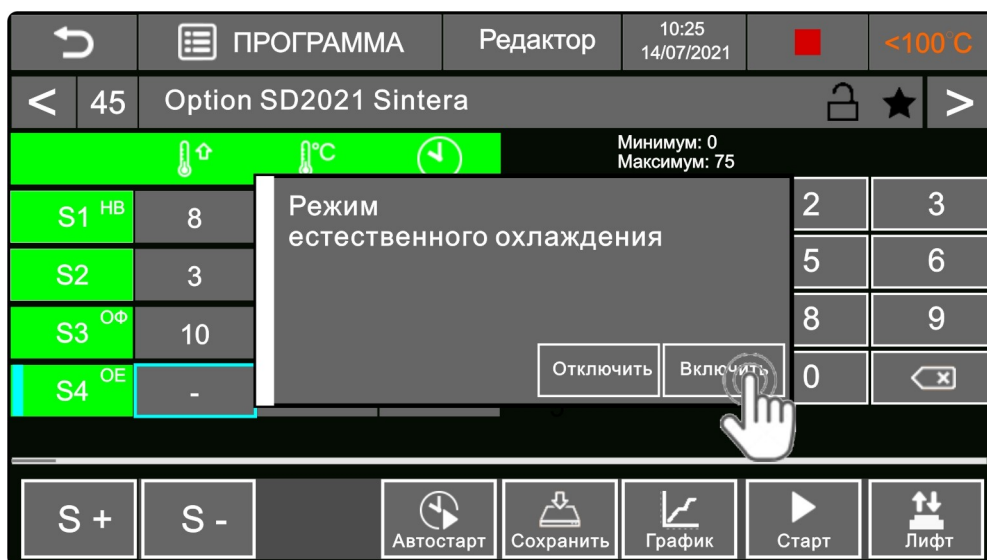 ПРОГРАММА
Редактор
10:25
14/07/2021
<100°C
< 45 Option SD2021 Sintera >
°C
Минимум: 0
Максимум: 75
S1 НВ 8
2 3
S2 3
5 6
S3 ОФ 10
8 9
S4 ОЕ -
0
Режим
естественного охлаждения
Отключить Включить
S + S -
Автостарт Сохранить График Старт Лифт